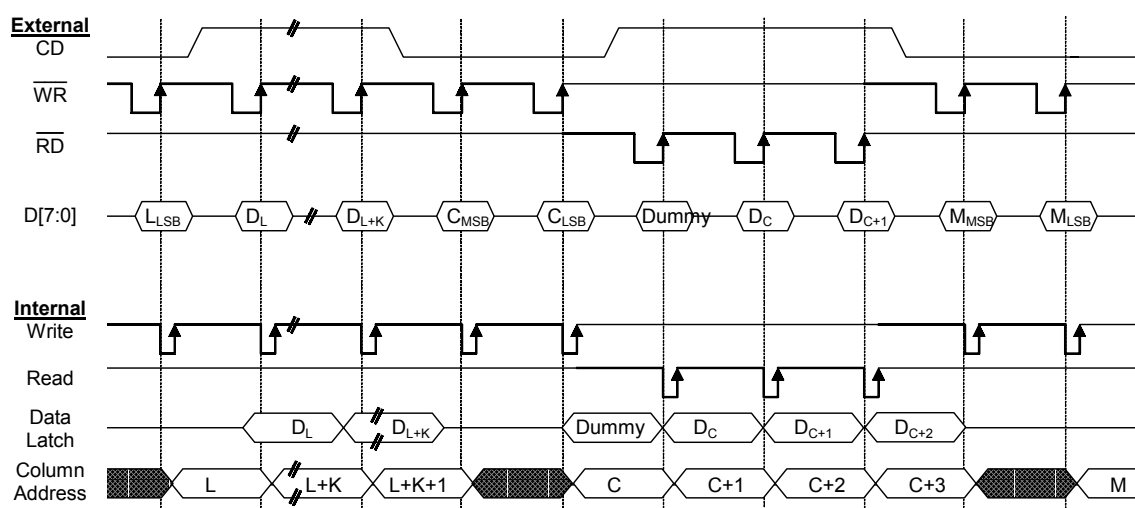 External
CD
WR
RD
D[7:0] LLSB DL DL+K CMSB CLSB Dummy DC DC+1 MMSB MLSB
Internal
Write
Read
Data Latch DL DL+K Dummy DC DC+1 DC+2
Column Address L L+K L+K+1 C C+1 C+2 C+3 M